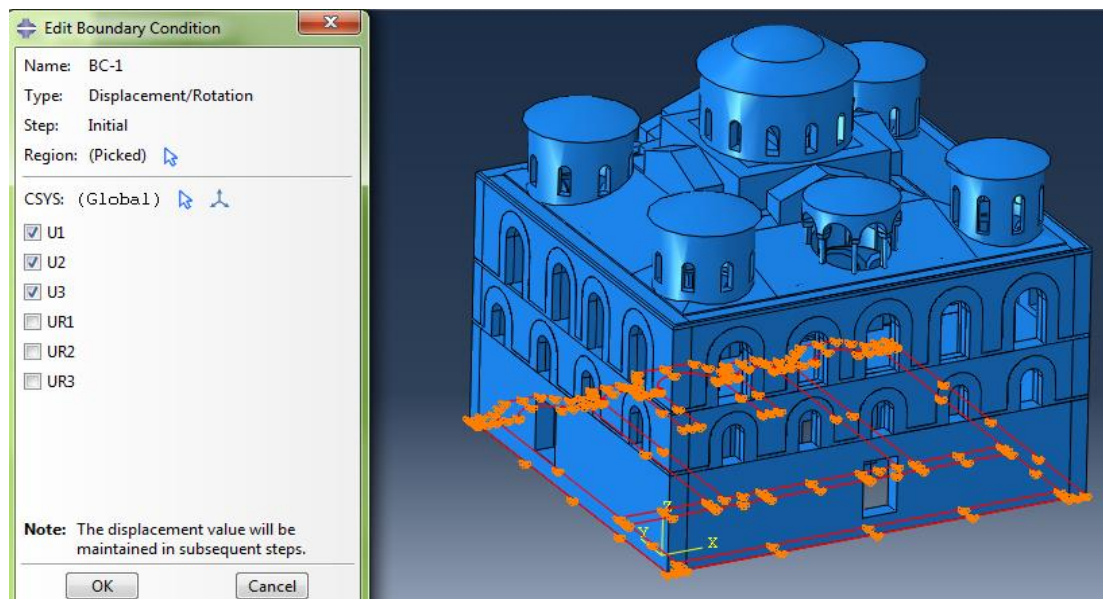 Edit Boundary Condition
Name: BC-1
Type: Displacement/Rotation
Step: Initial
Region: (Picked)
CSYS: (Global)
U1
U2
U3
UR1
UR2
UR3
Note: The displacement value will be
maintained in subsequent steps.
OK Cancel
Z
Y
X